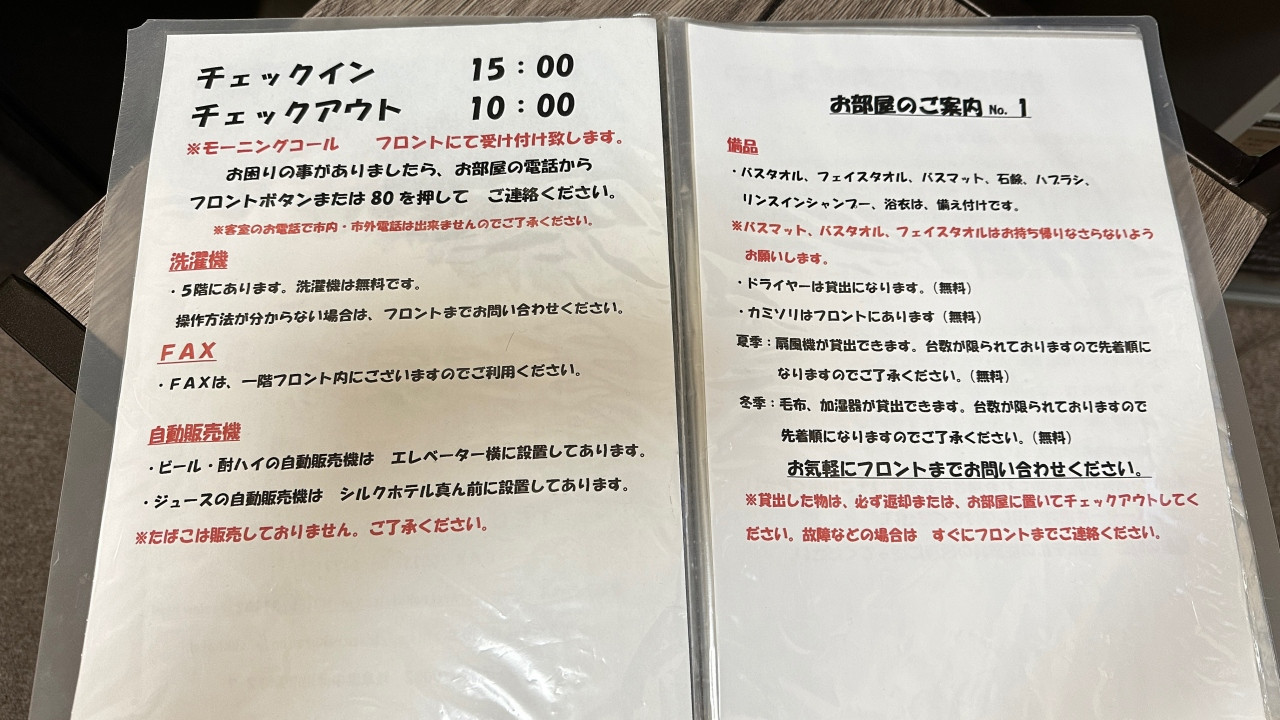 チェックイン 15：00
チェックアウト 10：00
※モーニングコール フロントにて受け付け致します。
お困りの事がありましたら、お部屋の電話から
フロントボタンまたは 80 を押して ご連絡ください。
※客室のお電話で市内・市外電話は出来ませんのでご了承ください。
洗濯機
・５階にあります。洗濯機は無料です。
操作方法が分からない場合は、フロントまでお問い合わせください。
ＦＡＸ
・ＦＡＸは、一階フロント内にございますのでご利用ください。
自動販売機
・ビール・酎ハイの自動販売機は エレベーター横に設置してあります。
・ジュースの自動販売機は シルクホテル真ん前に設置してあります。
※たばこは販売しておりません。ご了承ください。
お部屋のご案内 No. 1
備品
・バスタオル、フェイスタオル、バスマット、石鹸、ハブラシ、
リンスインシャンプー、浴衣は、備え付けです。
※バスマット、バスタオル、フェイスタオルはお持ち帰りなさらないよう
お願いします。
・ドライヤーは貸出になります。（無料）
・カミソリはフロントにあります（無料）
夏季：扇風機が貸出できます。台数が限られておりますので先着順に
なりますのでご了承ください。（無料）
冬季：毛布、加湿器が貸出できます。台数が限られておりますので
先着順になりますのでご了承ください。（無料）
お気軽にフロントまでお問い合わせください。
※貸出した物は、必ず返却または、お部屋に置いてチェックアウトしてく
ださい。故障などの場合は すぐにフロントまでご連絡ください。